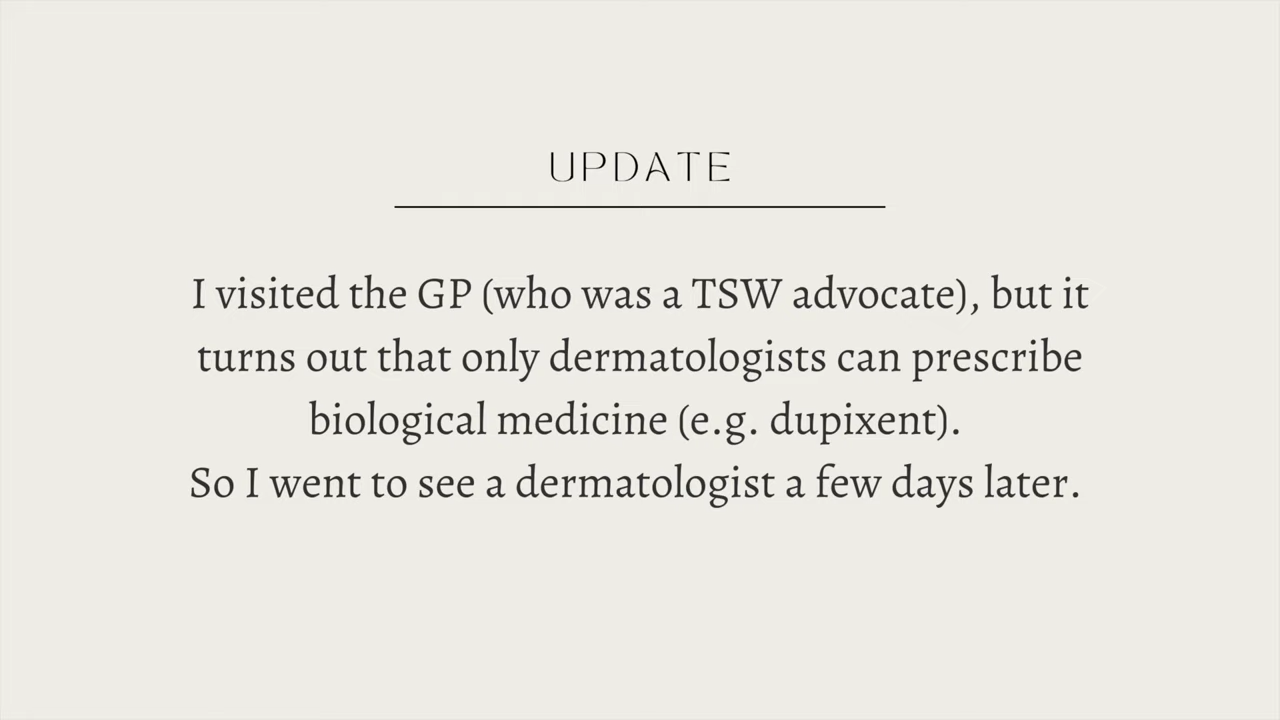 UPDATE
I visited the GP (who was a TSW advocate), but it
turns out that only dermatologists can prescribe
biological medicine (e.g. dupixent).
So I went to see a dermatologist a few days later.